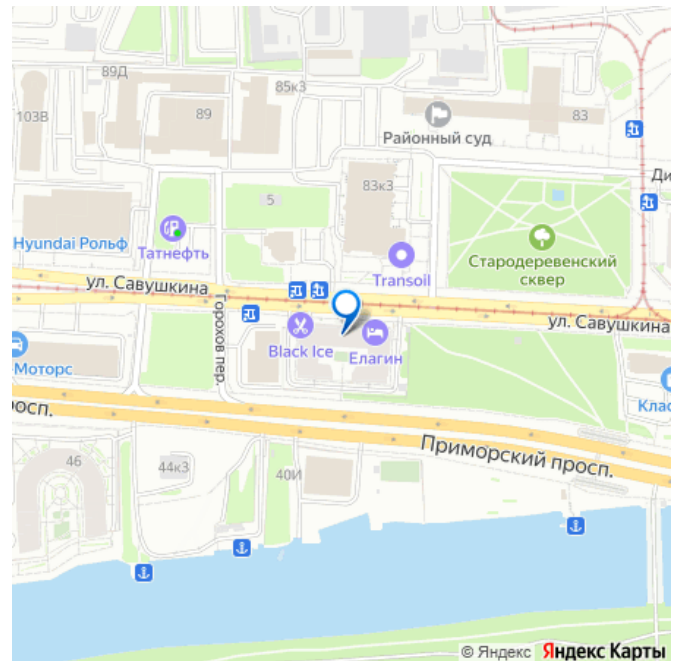 89Д
85к3
103В
89
83
Районный суд
5
83к3
Ди
Hyundai Рольф
Татнефть
Transoil
Стародеревенский
сквер
ул. Савушкина
Горохов пер.
ул. Савушкина
Black Ice
Елагин
Моторс
Клас
росп.
Приморский просп.
46
44к3
40И
© Яндекс Яндекс Карты